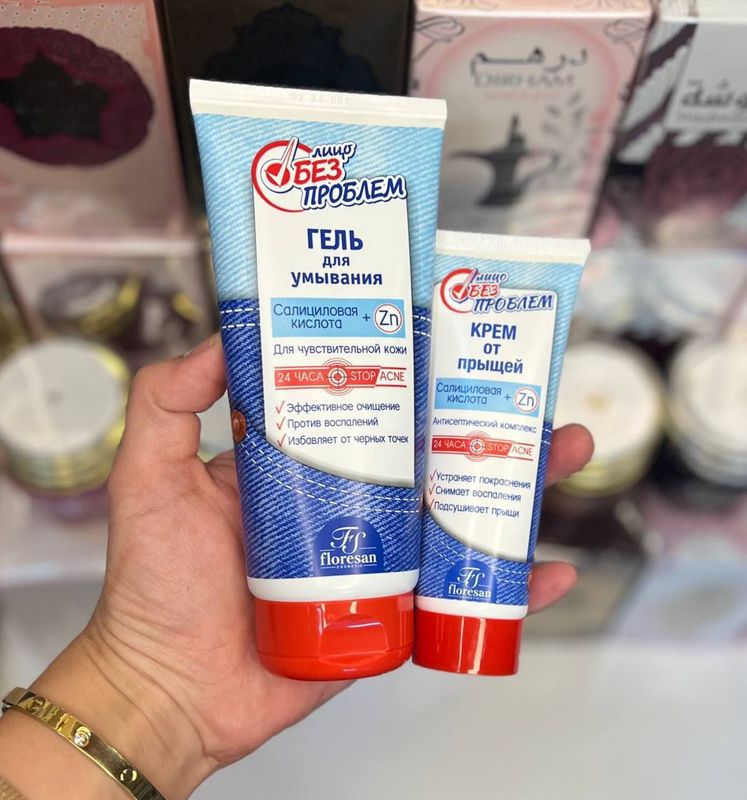 лицо
БЕЗ
ПРОБЛЕМ
ГЕЛЬ
для
умывания
Салициловая
кислота + Zn
Для чувствительной кожи
24 ЧАСА STOP ACNE
Эффективное очищение
Против воспалений
Избавляет от черных точек
FS
floresan
COSMETIC
лицо
БЕЗ
ПРОБЛЕМ
КРЕМ
от
прыщей
Салициловая
кислота + Zn
Антисептический комплекс
24 ЧАСА STOP ACNE
Устраняет покраснения
Снимает воспаления
Подсушивает прыщи
FS
floresan
COSMETIC
درهم
DIRHAM